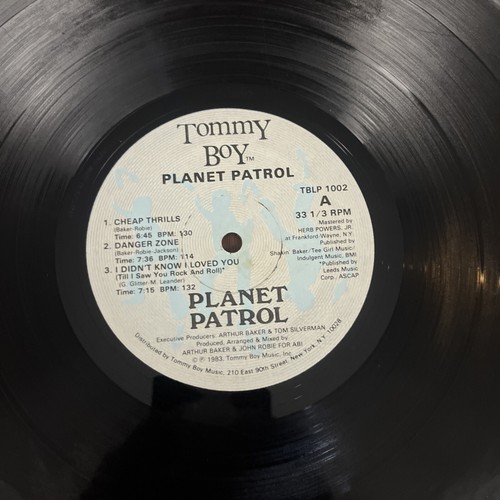 Tommy
Boy™
PLANET PATROL
TBLP 1002
A
33 1/3 RPM
Mastered by
HERB POWERS, JR.
at Frankford-Wayne, N.Y.
Published by
Shakin' Baker/Tee Girl Music/
Indulgent Music, BMI
*Published by
Leeds Music
Corp., ASCAP
1. CHEAP THRILLS
(Baker-Robie)
Time: 6:45 BPM: 130
2. DANGER ZONE
(Baker-Robie-Jackson)
Time: 7:36 BPM: 114
3. I DIDN'T KNOW I LOVED YOU
(Till I Saw You Rock And Roll)*
(G. Glitter-M. Leander)
Time: 7:15 BPM: 132
PLANET
PATROL
Executive Producers: ARTHUR BAKER & TOM SILVERMAN
Produced, Arranged & Mixed by
ARTHUR BAKER & JOHN ROBIE FOR ABI
© ℗ 1983, Tommy Boy Music, Inc.
Distributed by Tommy Boy Music, 210 East 90th Street, New York, N.Y. 10028